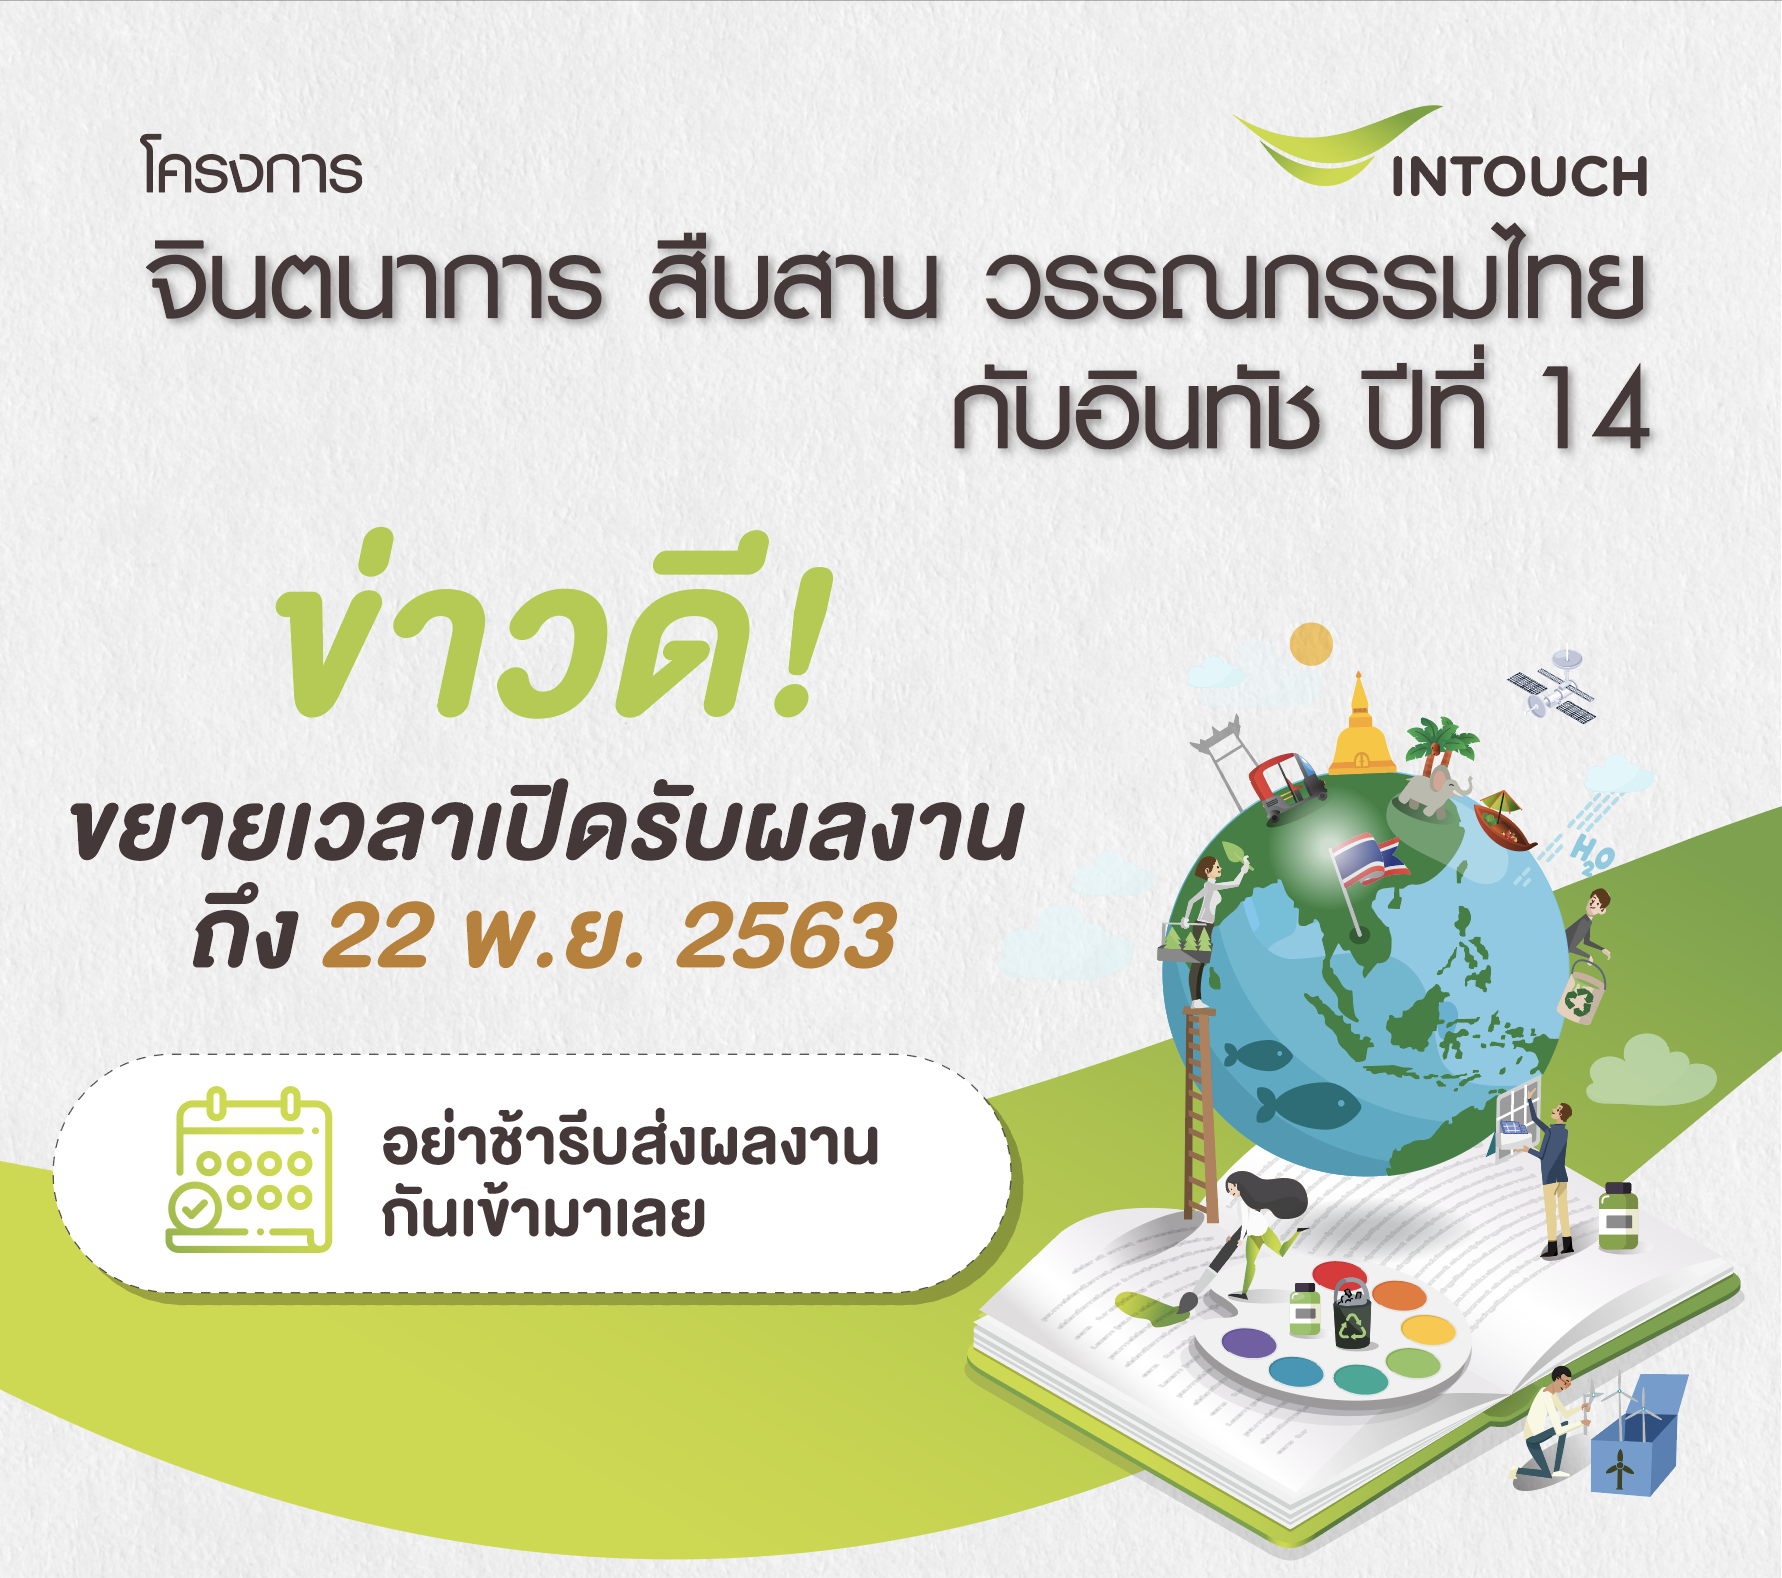 โครงการ
INTOUCH
จินตนาการ สืบสาน วรรณกรรมไทย
กับอินทัช ปีที่ 14
ข่าวดี!
ขยายเวลาเปิดรับผลงาน
ถึง 22 พ.ย. 2563
อย่าช้ารีบส่งผลงาน
กันเข้ามาเลย
H2O